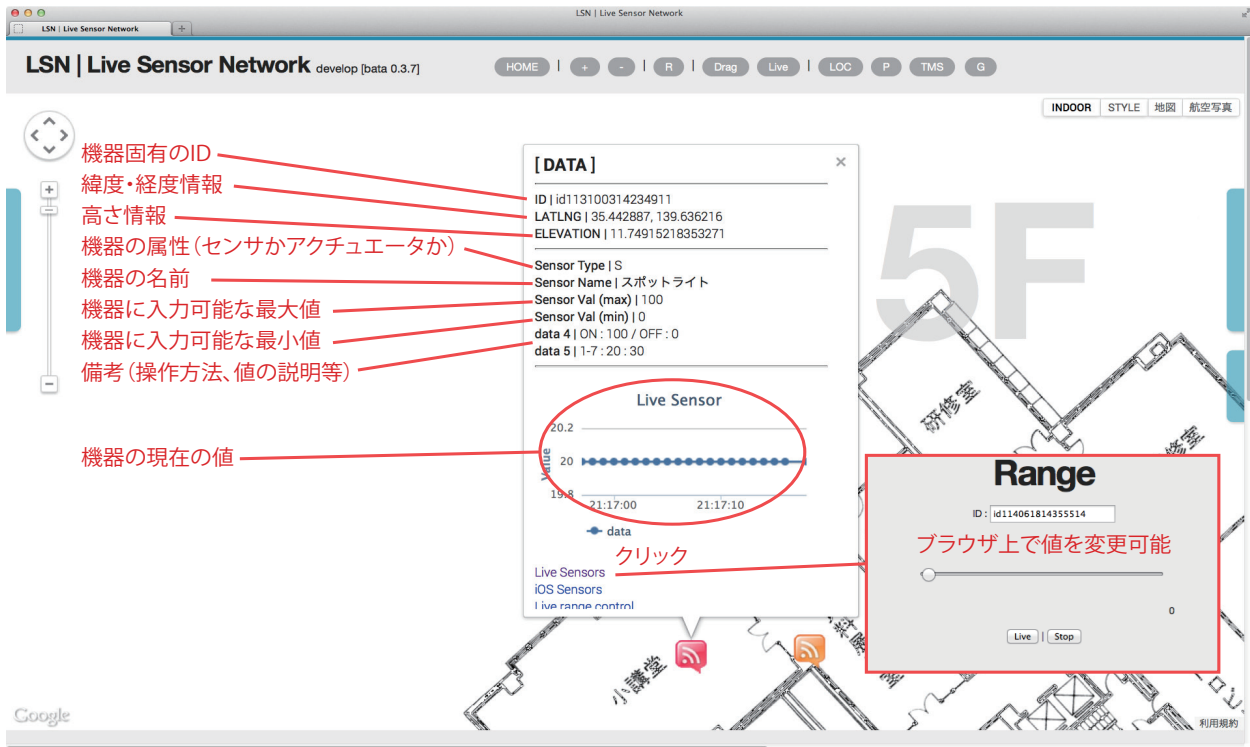 LSN | Live Sensor Network
LSN | Live Sensor Network
LSN | Live Sensor Network develop [bata 0.3.7]
HOME | + - | R | Drag Live | LOC P TMS G
INDOOR STYLE 地図 航空写真
機器固有のID
緯度・経度情報
高さ情報
機器の属性（センサかアクチュエータか）
機器の名前
機器に入力可能な最大値
機器に入力可能な最小値
備考（操作方法、値の説明等）
機器の現在の値
[ DATA ]
×
ID | id113100314234911
LATLNG | 35.442887, 139.636216
ELEVATION | 11.74915218353271
Sensor Type | S
Sensor Name | スポットライト
Sensor Val (max) | 100
Sensor Val (min) | 0
data 4 | ON : 100 / OFF : 0
data 5 | 1-7 : 20 : 30
Live Sensor
20.2
20
19.8
Value
21:17:00
21:17:10
data
クリック
Live Sensors
iOS Sensors
Live range control
5F
研修室
Range
ID : id114061814355514
ブラウザ上で値を変更可能
0
Live | Stop
小講堂
Google
利用規約